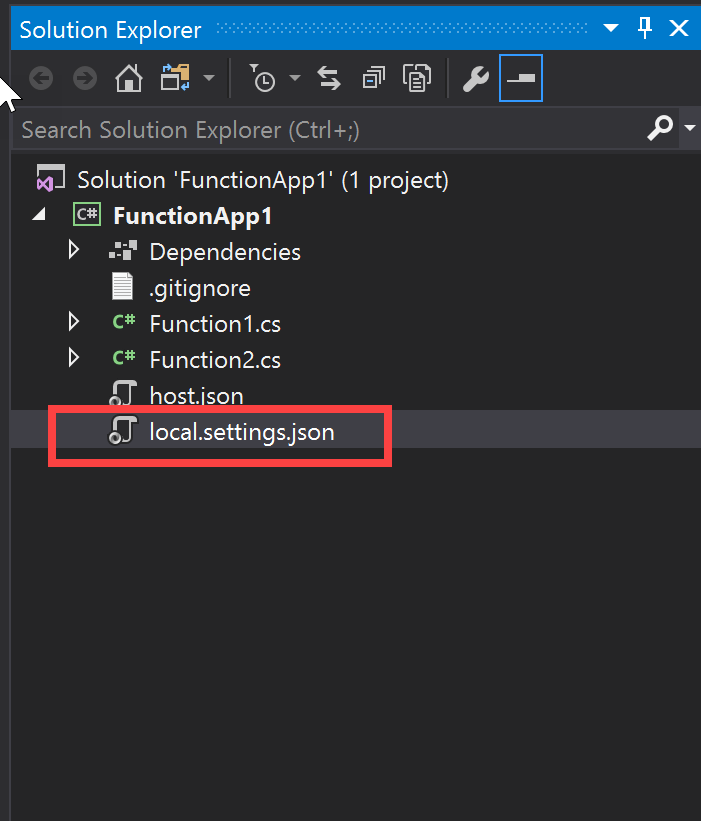 Solution Explorer
Search Solution Explorer (Ctrl+;)
Solution 'FunctionApp1' (1 project)
C# FunctionApp1
Dependencies
.gitignore
C# Function1.cs
C# Function2.cs
host.json
local.settings.json